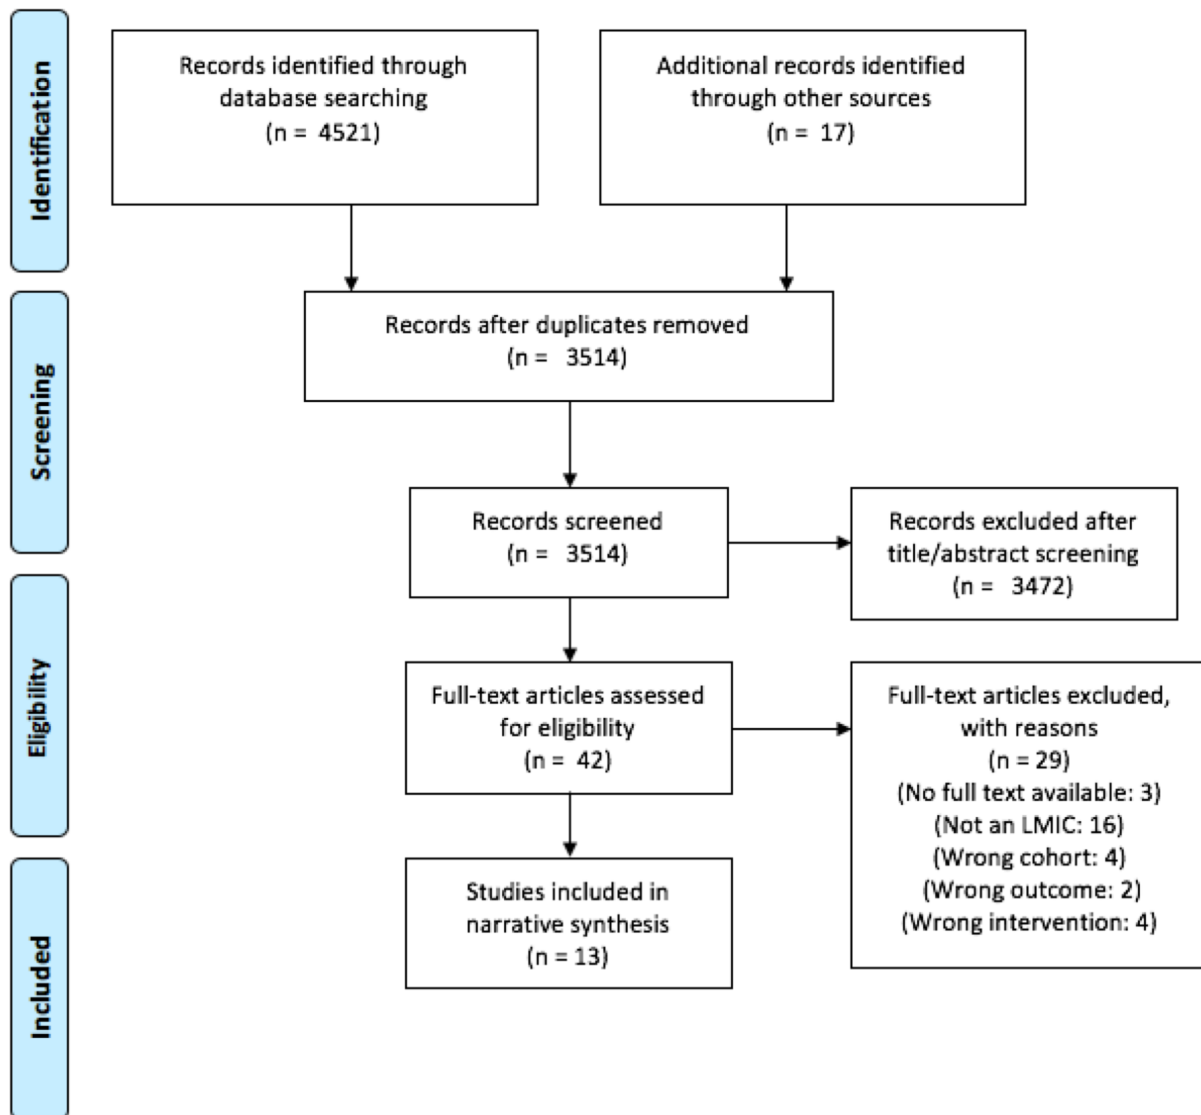 Identification
Records identified through
database searching
(n = 4521)
Additional records identified
through other sources
(n = 17)
Screening
Records after duplicates removed
(n = 3514)
Records screened
(n = 3514)
Records excluded after
title/abstract screening
(n = 3472)
Eligibility
Full-text articles assessed
for eligibility
(n = 42)
Full-text articles excluded,
with reasons
(n = 29)
(No full text available: 3)
(Not an LMIC: 16)
(Wrong cohort: 4)
(Wrong outcome: 2)
(Wrong intervention: 4)
Included
Studies included in
narrative synthesis
(n = 13)